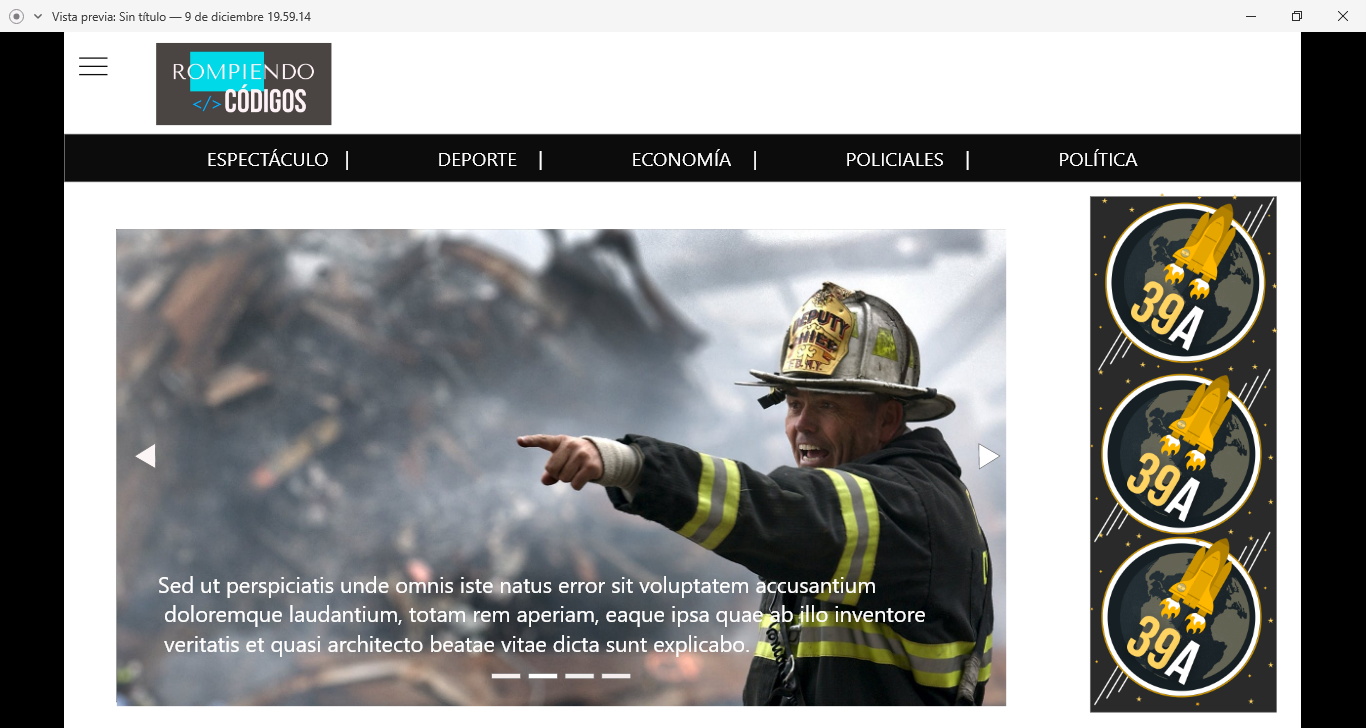 Vista previa: Sin título — 9 de diciembre 19.59.14
ROMPIENDO
</> CÓDIGOS
ESPECTÁCULO |
DEPORTE |
ECONOMÍA |
POLICIALES |
POLÍTICA
DEPUTY
CHIEF
F.D.N.Y.
Sed ut perspiciatis unde omnis iste natus error sit voluptatem accusantium
doloremque laudantium, totam rem aperiam, eaque ipsa quae ab illo inventore
veritatis et quasi architecto beatae vitae dicta sunt explicabo.
39A
39A
39A